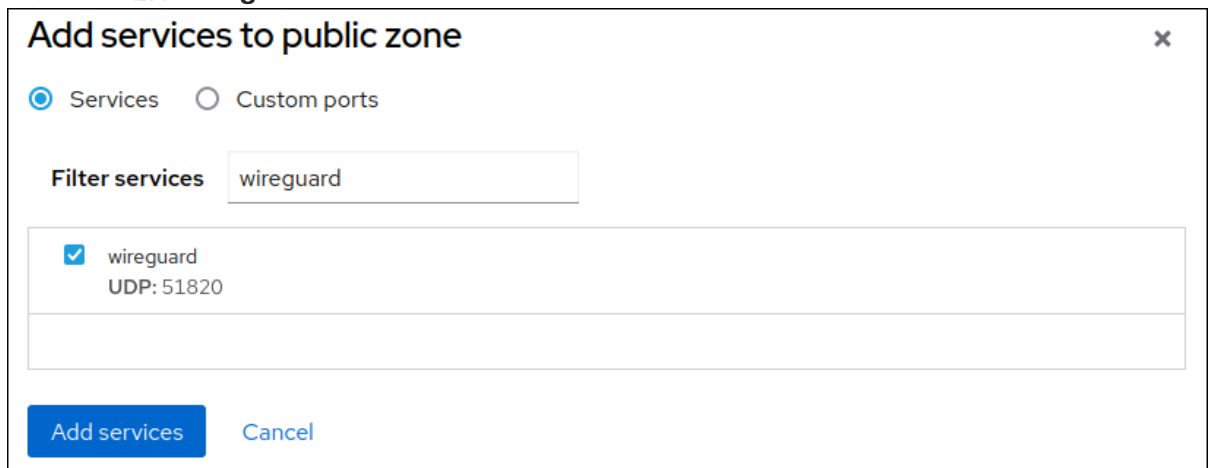 Add services to public zone
Services Custom ports
Filter services wireguard
wireguard
UDP: 51820
Add services Cancel